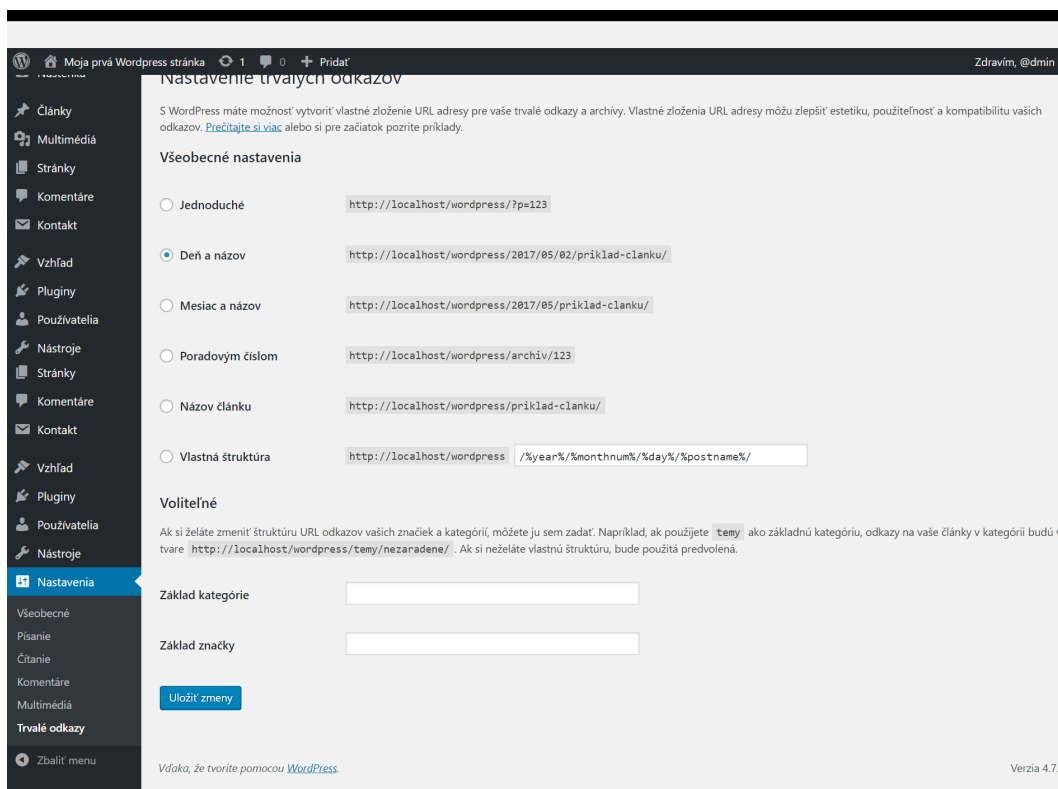 Moja prvá Wordpress stránka 1 0 Pridať Zdravím, @dmin
Nástenka
Články
Multimédiá
Stránky
Komentáre
Kontakt
Vzhľad
Pluginy
Používatelia
Nástroje
Stránky
Komentáre
Kontakt
Vzhľad
Pluginy
Používatelia
Nástroje
Nastavenia
Všeobecné
Písanie
Čítanie
Komentáre
Multimédiá
Trvalé odkazy
Zbaliť menu
Nastavenie trvalých odkazov
S WordPress máte možnosť vytvoriť vlastné zloženie URL adresy pre vaše trvalé odkazy a archívy. Vlastné zloženia URL adresy môžu zlepšiť estetiku, použiteľnosť a kompatibilitu vašich
odkazov. Prečítajte si viac alebo si pre začiatok pozrite príklady.
Všeobecné nastavenia
Jednoduché http://localhost/wordpress/?p=123
Deň a názov http://localhost/wordpress/2017/05/02/priklad-clanku/
Mesiac a názov http://localhost/wordpress/2017/05/priklad-clanku/
Poradovým číslom http://localhost/wordpress/archiv/123
Názov článku http://localhost/wordpress/priklad-clanku/
Vlastná štruktúra http://localhost/wordpress /%year%/%monthnum%/%day%/%postname%/
Voliteľné
Ak si želáte zmeniť štruktúru URL odkazov vašich značiek a kategórií, môžete ju sem zadať. Napríklad, ak použijete temy ako základnú kategóriu, odkazy na vaše články v kategórii budú v
tvare http://localhost/wordpress/temy/nezaradene/ . Ak si neželáte vlastnú štruktúru, bude použitá predvolená.
Základ kategórie
Základ značky
Uložiť zmeny
Vďaka, že tvoríte pomocou WordPress. Verzia 4.7.